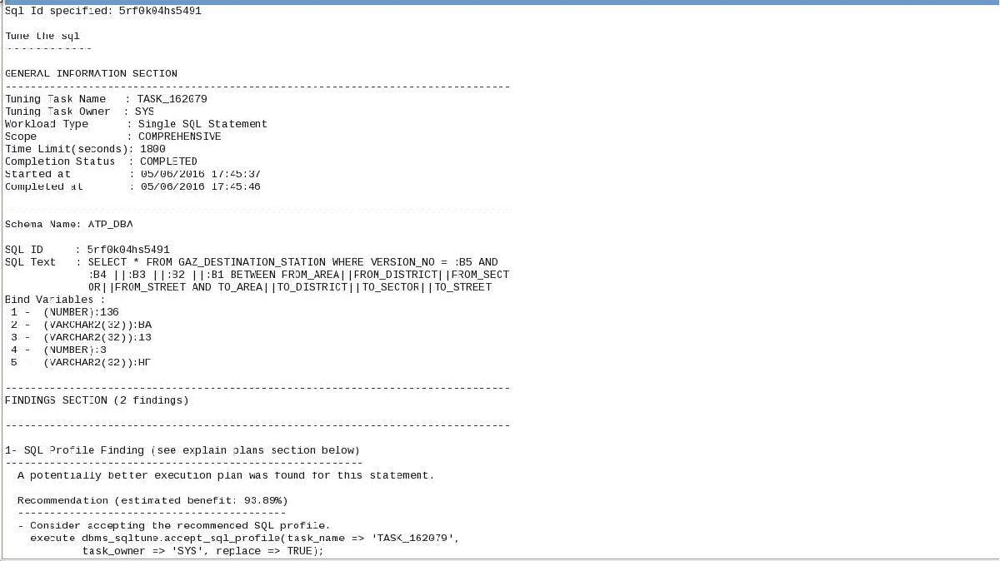 Sql Id specified: 5rf0k04hs5491
Tune the sql
~~~~~~~~~~~~
GENERAL INFORMATION SECTION
-------------------------------------------------------------------------------
Tuning Task Name   : TASK_162079
Tuning Task Owner  : SYS
Workload Type      : Single SQL Statement
Scope              : COMPREHENSIVE
Time Limit(seconds): 1800
Completion Status  : COMPLETED
Started at         : 05/06/2016 17:45:37
Completed at       : 05/06/2016 17:45:46
-------------------------------------------------------------------------------
Schema Name: ATP_DBA
SQL ID     : 5rf0k04hs5491
SQL Text   : SELECT * FROM GAZ_DESTINATION_STATION WHERE VERSION_NO = :B5 AND
:B4 ||:B3 ||:B2 ||:B1 BETWEEN FROM_AREA||FROM_DISTRICT||FROM_SECT
OR||FROM_STREET AND TO_AREA||TO_DISTRICT||TO_SECTOR||TO_STREET
Bind Variables :
1 -  (NUMBER):136
2 -  (VARCHAR2(32)):BA
3 -  (VARCHAR2(32)):13
4 -  (NUMBER):3
5 -  (VARCHAR2(32)):HF
-------------------------------------------------------------------------------
FINDINGS SECTION (2 findings)
-------------------------------------------------------------------------------
1- SQL Profile Finding (see explain plans section below)
--------------------------------------------------------
A potentially better execution plan was found for this statement.
Recommendation (estimated benefit: 93.89%)
------------------------------------------
- Consider accepting the recommended SQL profile.
execute dbms_sqltune.accept_sql_profile(task_name => 'TASK_162079',
task_owner => 'SYS', replace => TRUE);